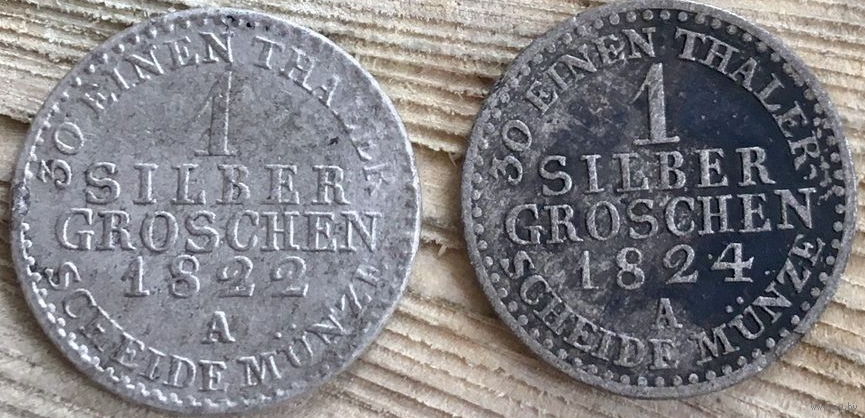 30 EINEN THALER
1
SILBER
GROSCHEN
1822
A
SCHEIDE MÜNZE
30 EINEN THALER
1
SILBER
GROSCHEN
1824
A
SCHEIDE MÜNZE